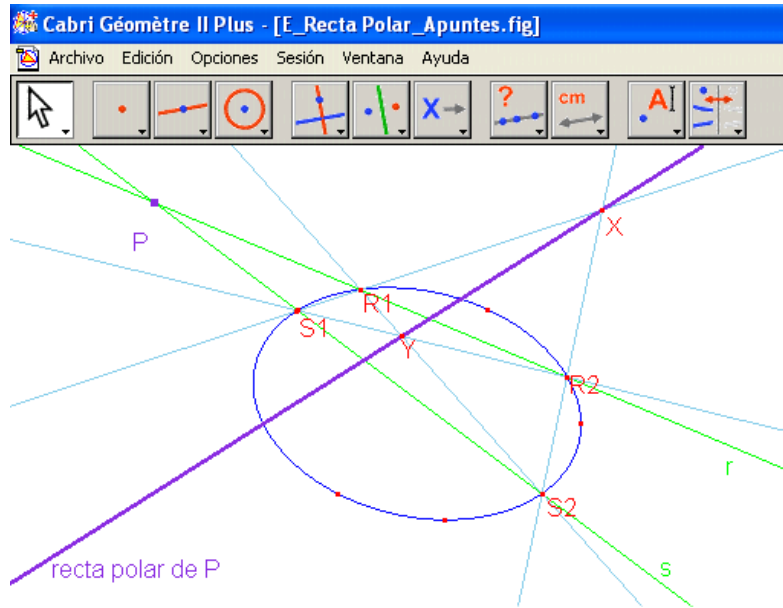 Cabri Géomètre II Plus - [E_Recta Polar_Apuntes.fig]
Archivo Edición Opciones Sesión Ventana Ayuda
X ? cm A
P
X
R1
S1
Y
R2
r
S2
recta polar de P
s